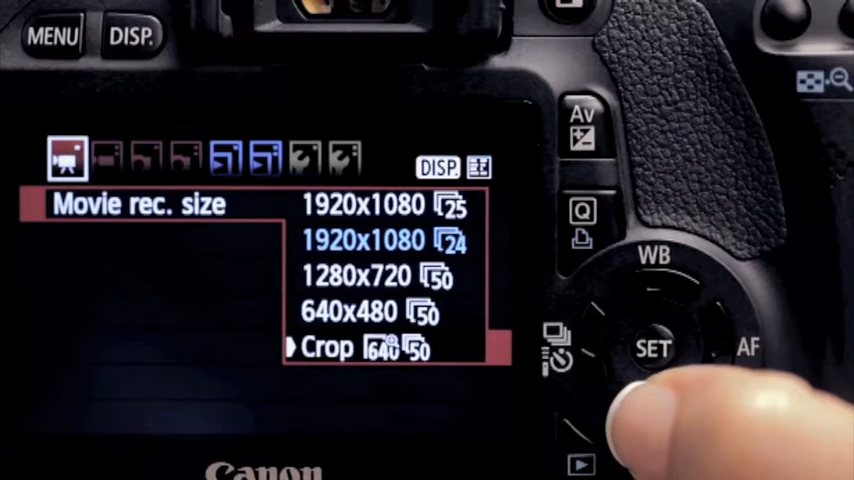 MENU DISP.
DISP.
Movie rec. size
1920x1080 25
1920x1080 24
1280x720 50
640x480 50
Crop 640 50
Av
Q
WB
SET
AF
Canon